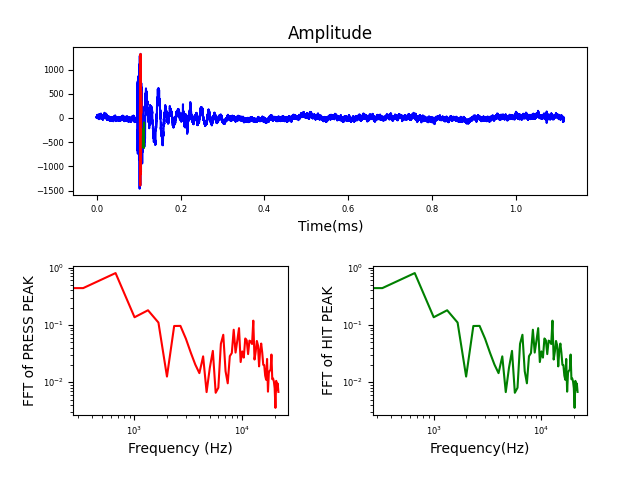 Amplitude
1000
500
0
−500
−1000
−1500
0.0 0.2 0.4 0.6 0.8 1.0
Time(ms)
FFT of PRESS PEAK
10⁰
10⁻¹
10⁻²
10³ 10⁴
Frequency (Hz)
FFT of HIT PEAK
10⁰
10⁻¹
10⁻²
10³ 10⁴
Frequency(Hz)